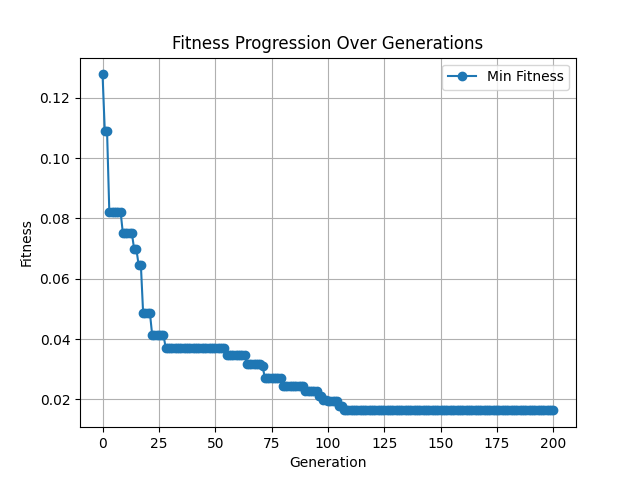 Fitness Progression Over Generations
Min Fitness
Fitness
0.12
0.10
0.08
0.06
0.04
0.02
0 25 50 75 100 125 150 175 200
Generation